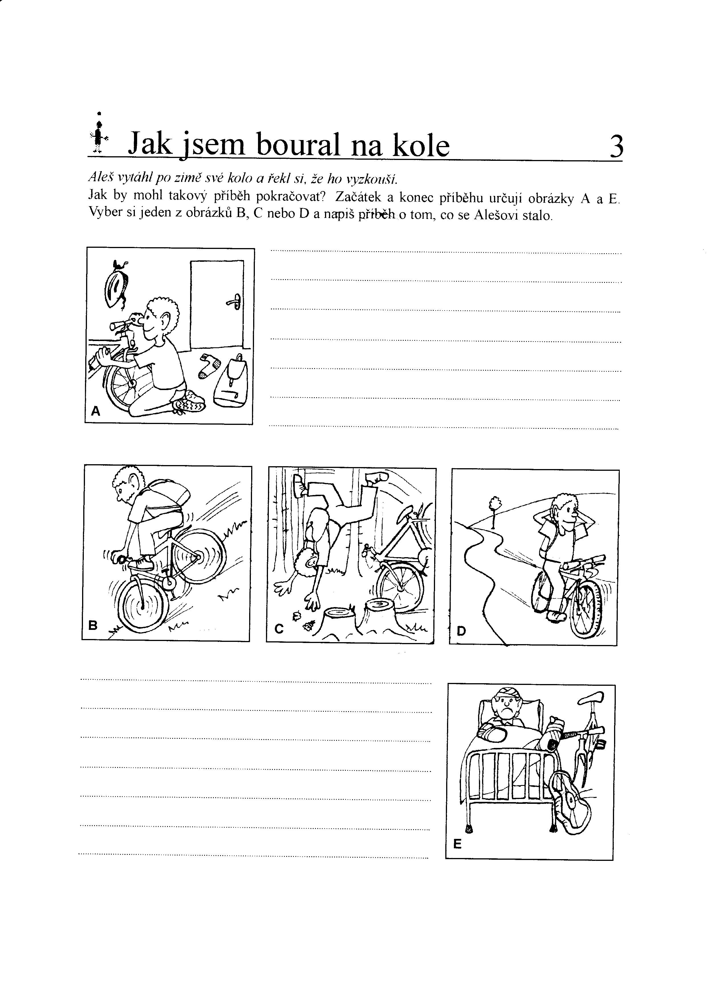 Jak jsem boural na kole 3
Aleš vytáhl po zimě své kolo a řekl si, že ho vyzkouší.
Jak by mohl takový příběh pokračovat? Začátek a konec příběhu určují obrázky A a E.
Vyber si jeden z obrázků B, C nebo D a napiš příběh o tom, co se Alešovi stalo.
A
B
C
D
E